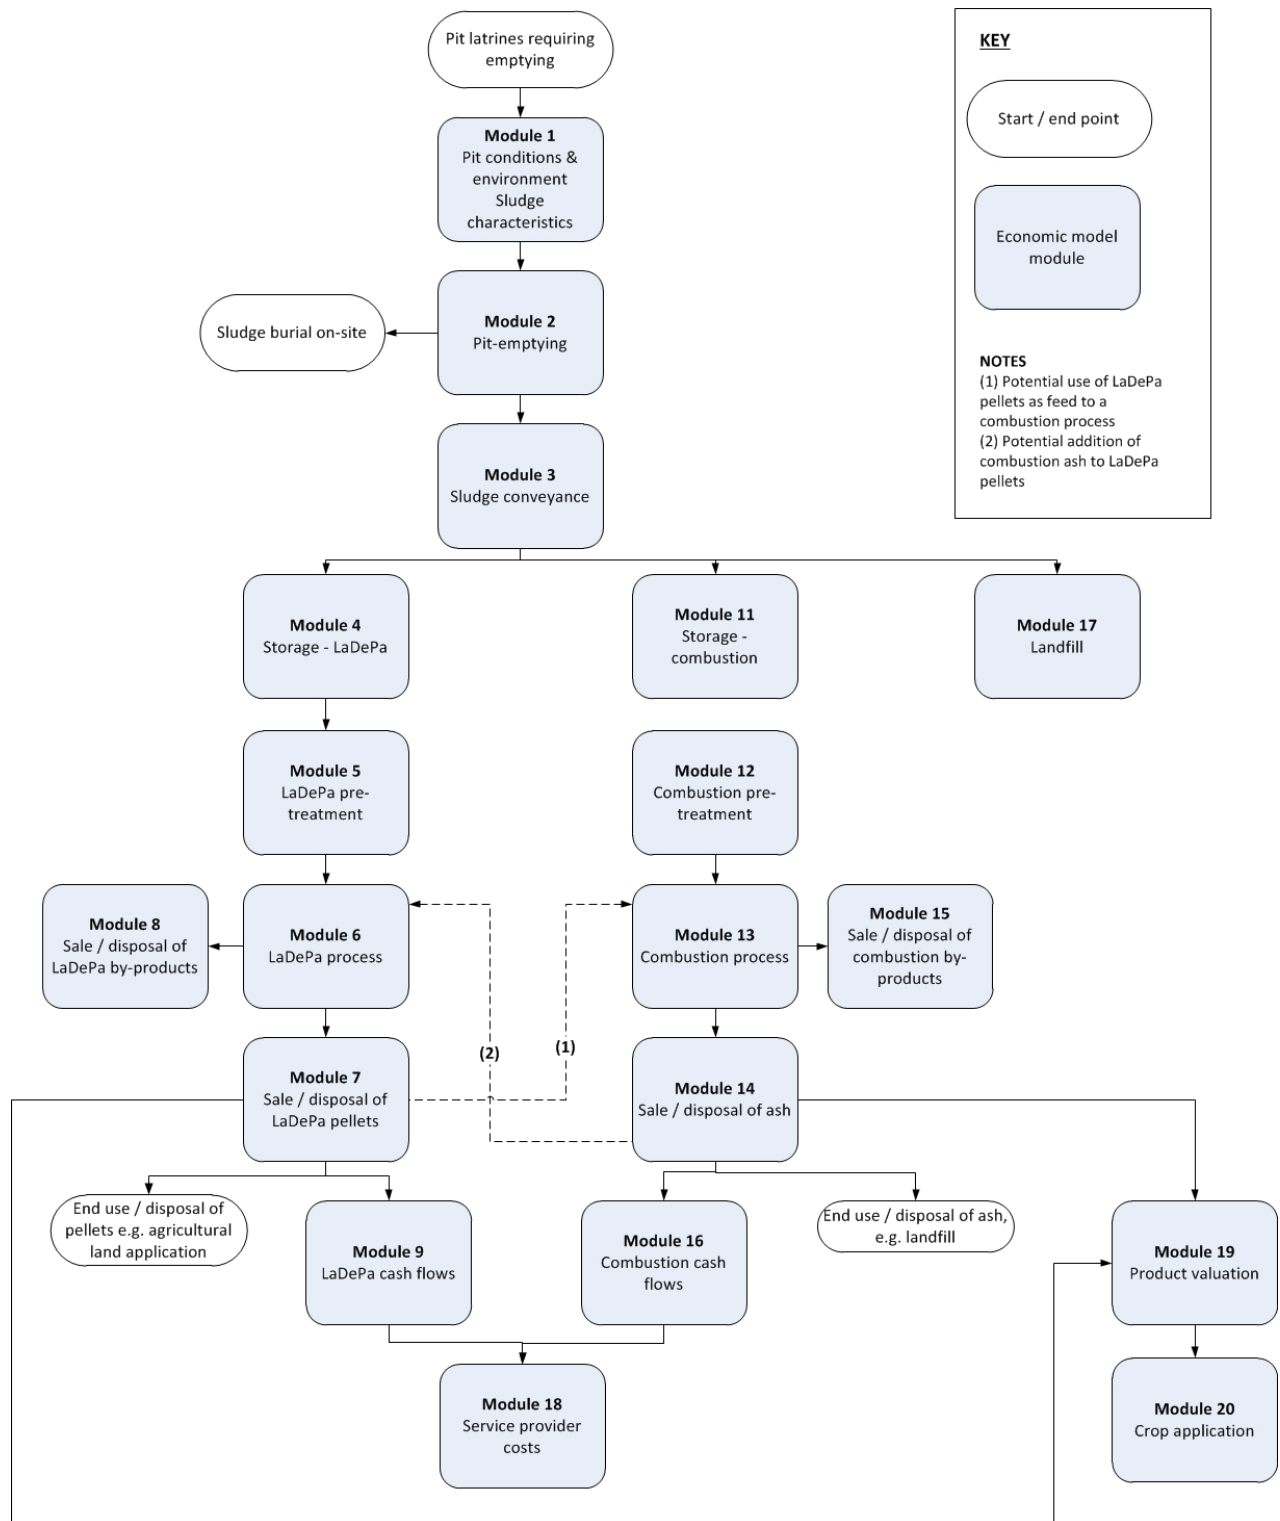 Pit latrines requiring
emptying
KEY
Start / end point
Module 1
Pit conditions &
environment
Sludge
characteristics
Economic model
module
Sludge burial on-site
Module 2
Pit-emptying
NOTES
(1) Potential use of LaDePa
pellets as feed to a
combustion process
(2) Potential addition of
combustion ash to LaDePa
pellets
Module 3
Sludge conveyance
Module 4
Storage - LaDePa
Module 11
Storage -
combustion
Module 17
Landfill
Module 5
LaDePa pre-
treatment
Module 12
Combustion pre-
treatment
Module 8
Sale / disposal of
LaDePa by-products
Module 6
LaDePa process
Module 13
Combustion process
Module 15
Sale / disposal of
combustion by-
products
Module 7
Sale / disposal of
LaDePa pellets
(2)
(1)
Module 14
Sale / disposal of ash
End use / disposal of
pellets e.g. agricultural
land application
Module 9
LaDePa cash flows
Module 16
Combustion cash
flows
End use / disposal of ash,
e.g. landfill
Module 19
Product valuation
Module 18
Service provider
costs
Module 20
Crop application